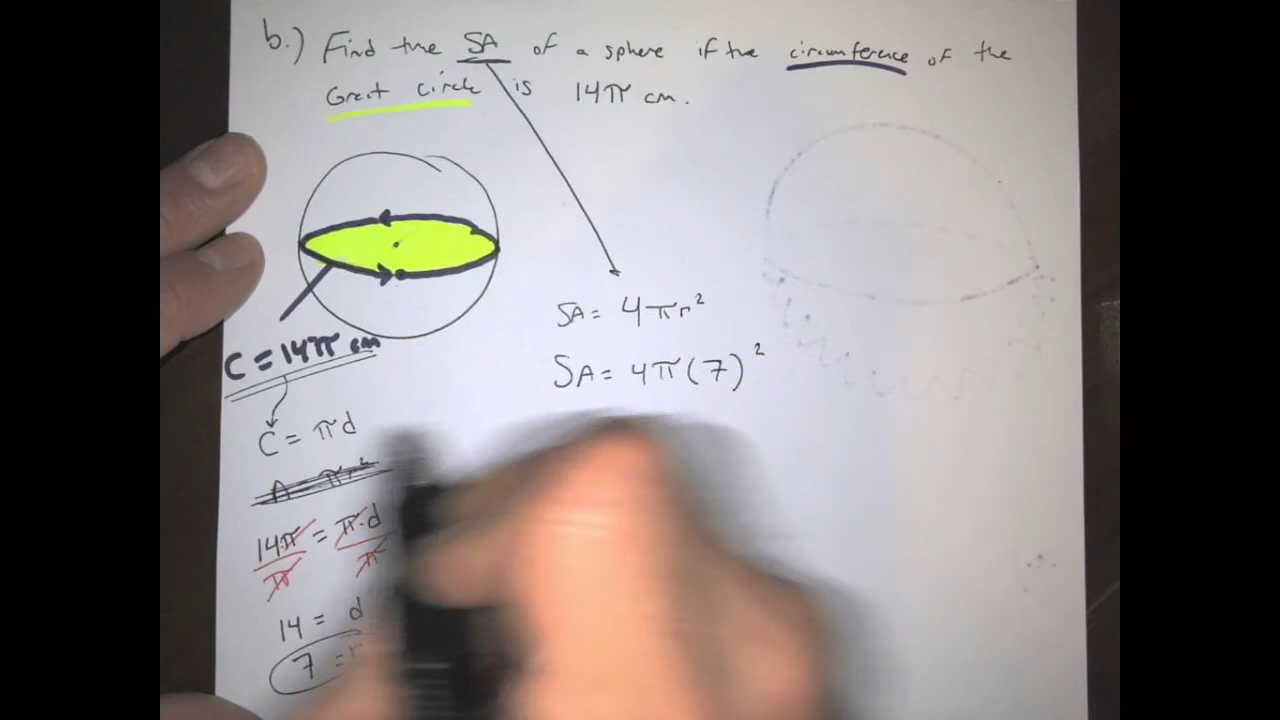 b.) Find the SA of a sphere if the circumference of the
Great circle is 14π cm.
C = 14π cm
SA = 4πr²
SA = 4π(7)²
C = πd
14π = π·d
π π
14 = d
7 =